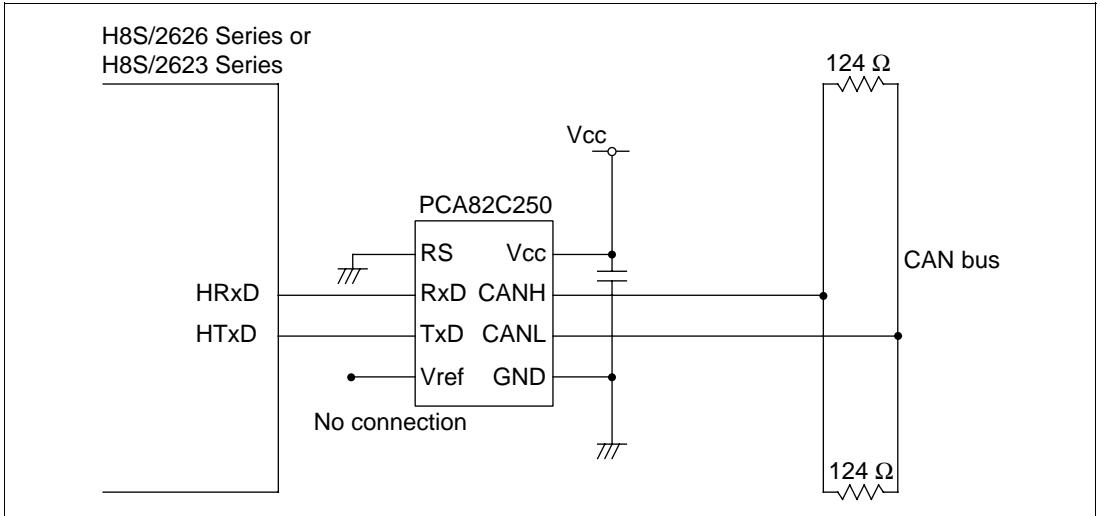 H8S/2626 Series or
H8S/2623 Series
124 Ω
Vcc
PCA82C250
RS Vcc
CAN bus
HRxD RxD CANH
HTxD TxD CANL
Vref GND
No connection
124 Ω